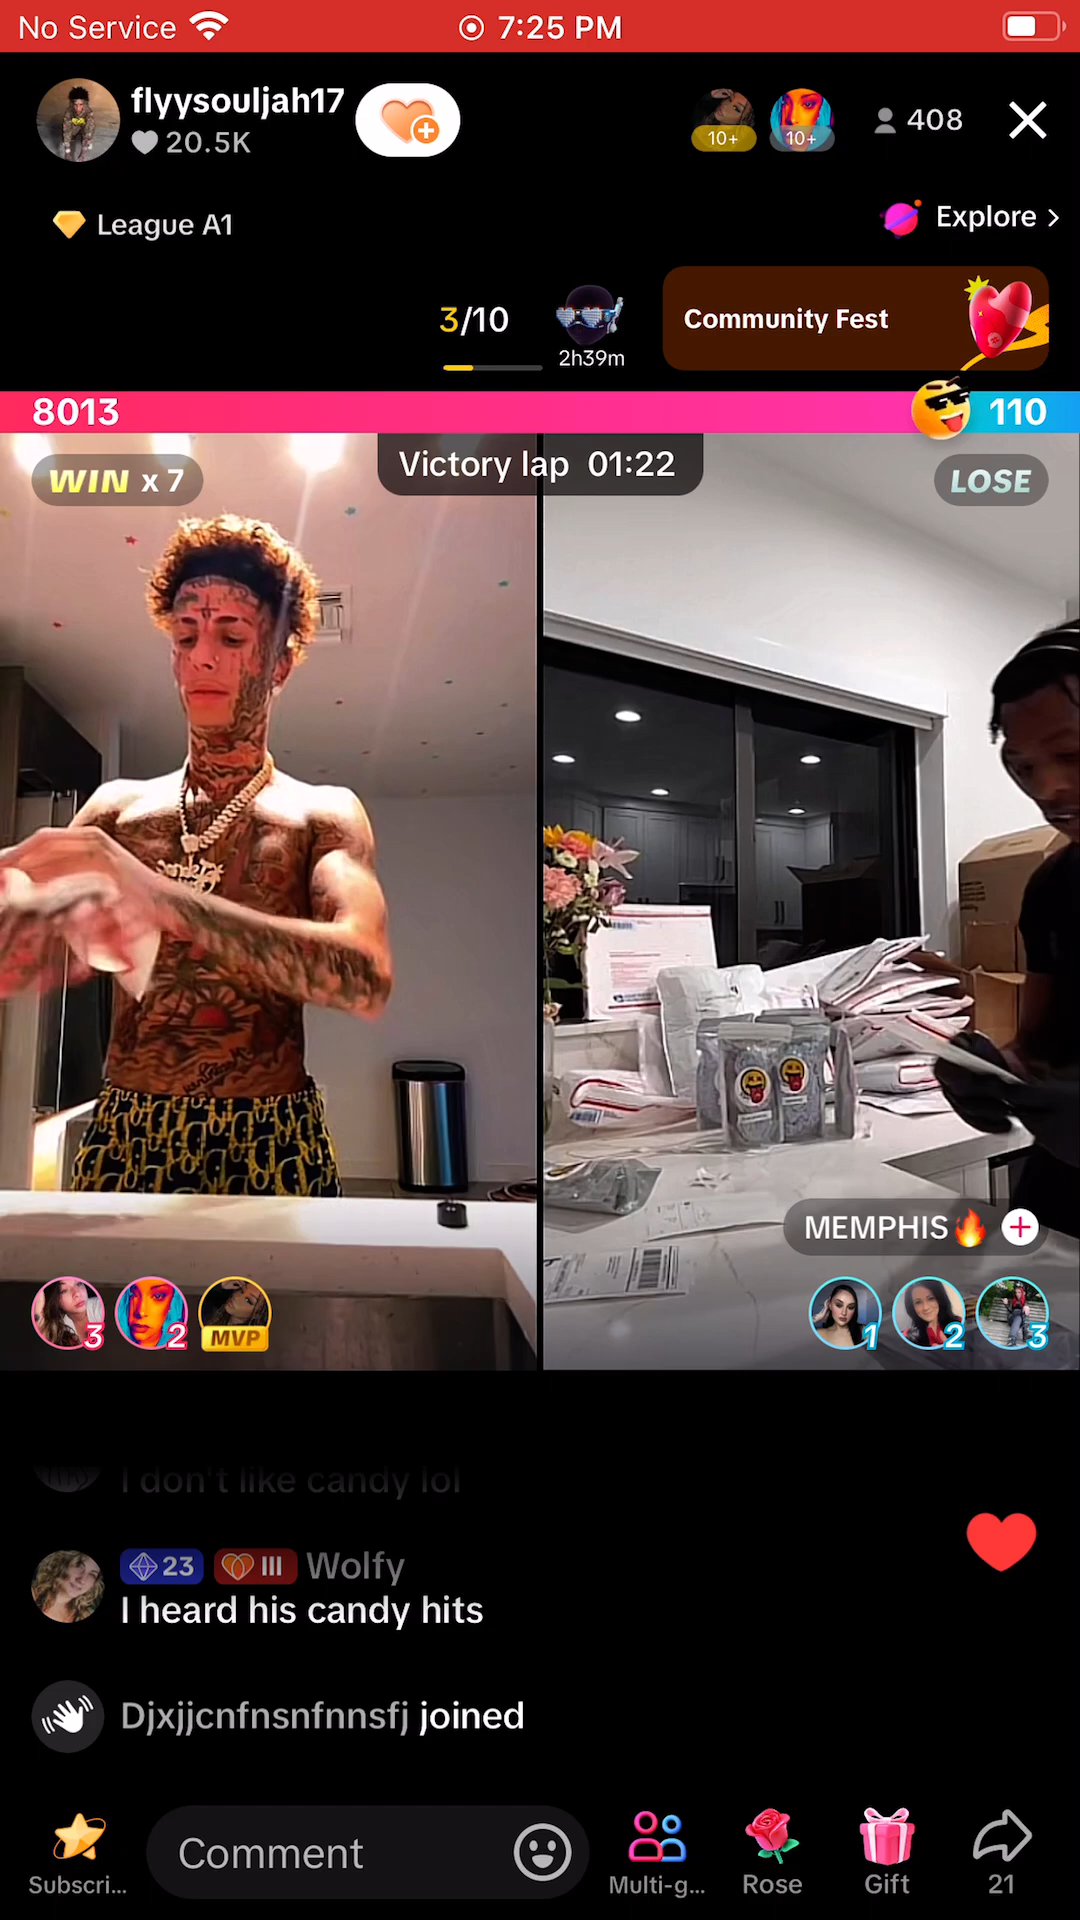 No Service 7:25 PM
flyysouljah17
20.5K
10+ 10+ 408
League A1
Explore >
3/10
2h39m
Community Fest
8013 110
WIN x 7
Victory lap 01:22
LOSE
MEMPHIS🔥 +
3 2 MVP
1 2 3
I don't like candy lol
23 III Wolfy
I heard his candy hits
Djxjjcnfnsnfnnsfj joined
Comment
Subscri... Multi-g... Rose Gift 21